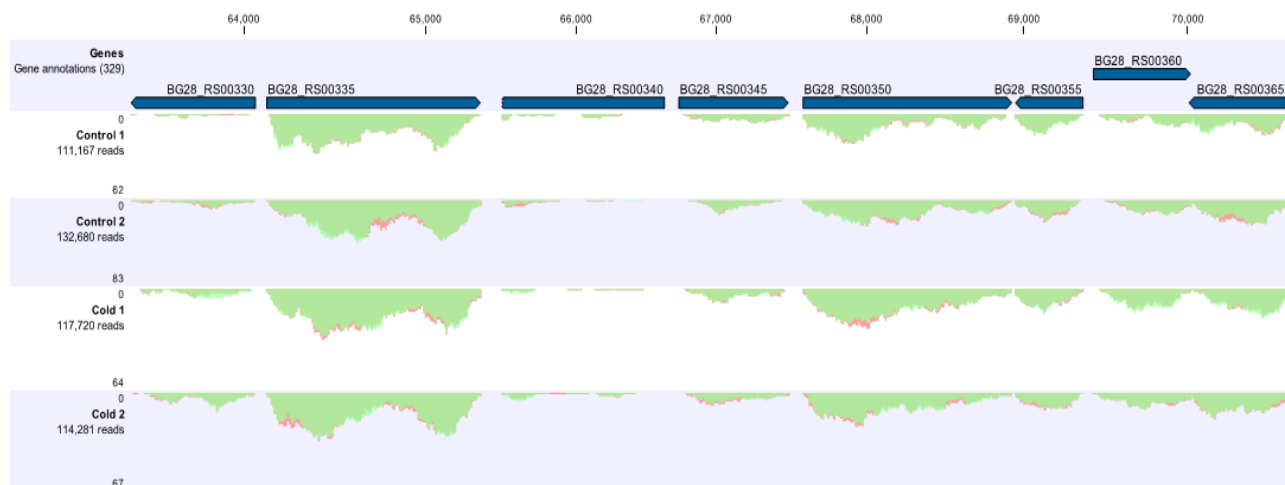 64,000 65,000 66,000 67,000 68,000 69,000 70,000
Genes
Gene annotations (329)
BG28_RS00360
BG28_RS00330 BG28_RS00335 BG28_RS00340 BG28_RS00345 BG28_RS00350 BG28_RS00355 BG28_RS00365
0
Control 1
111,167 reads
62
0
Control 2
132,680 reads
83
0
Cold 1
117,720 reads
64
0
Cold 2
114,281 reads
67